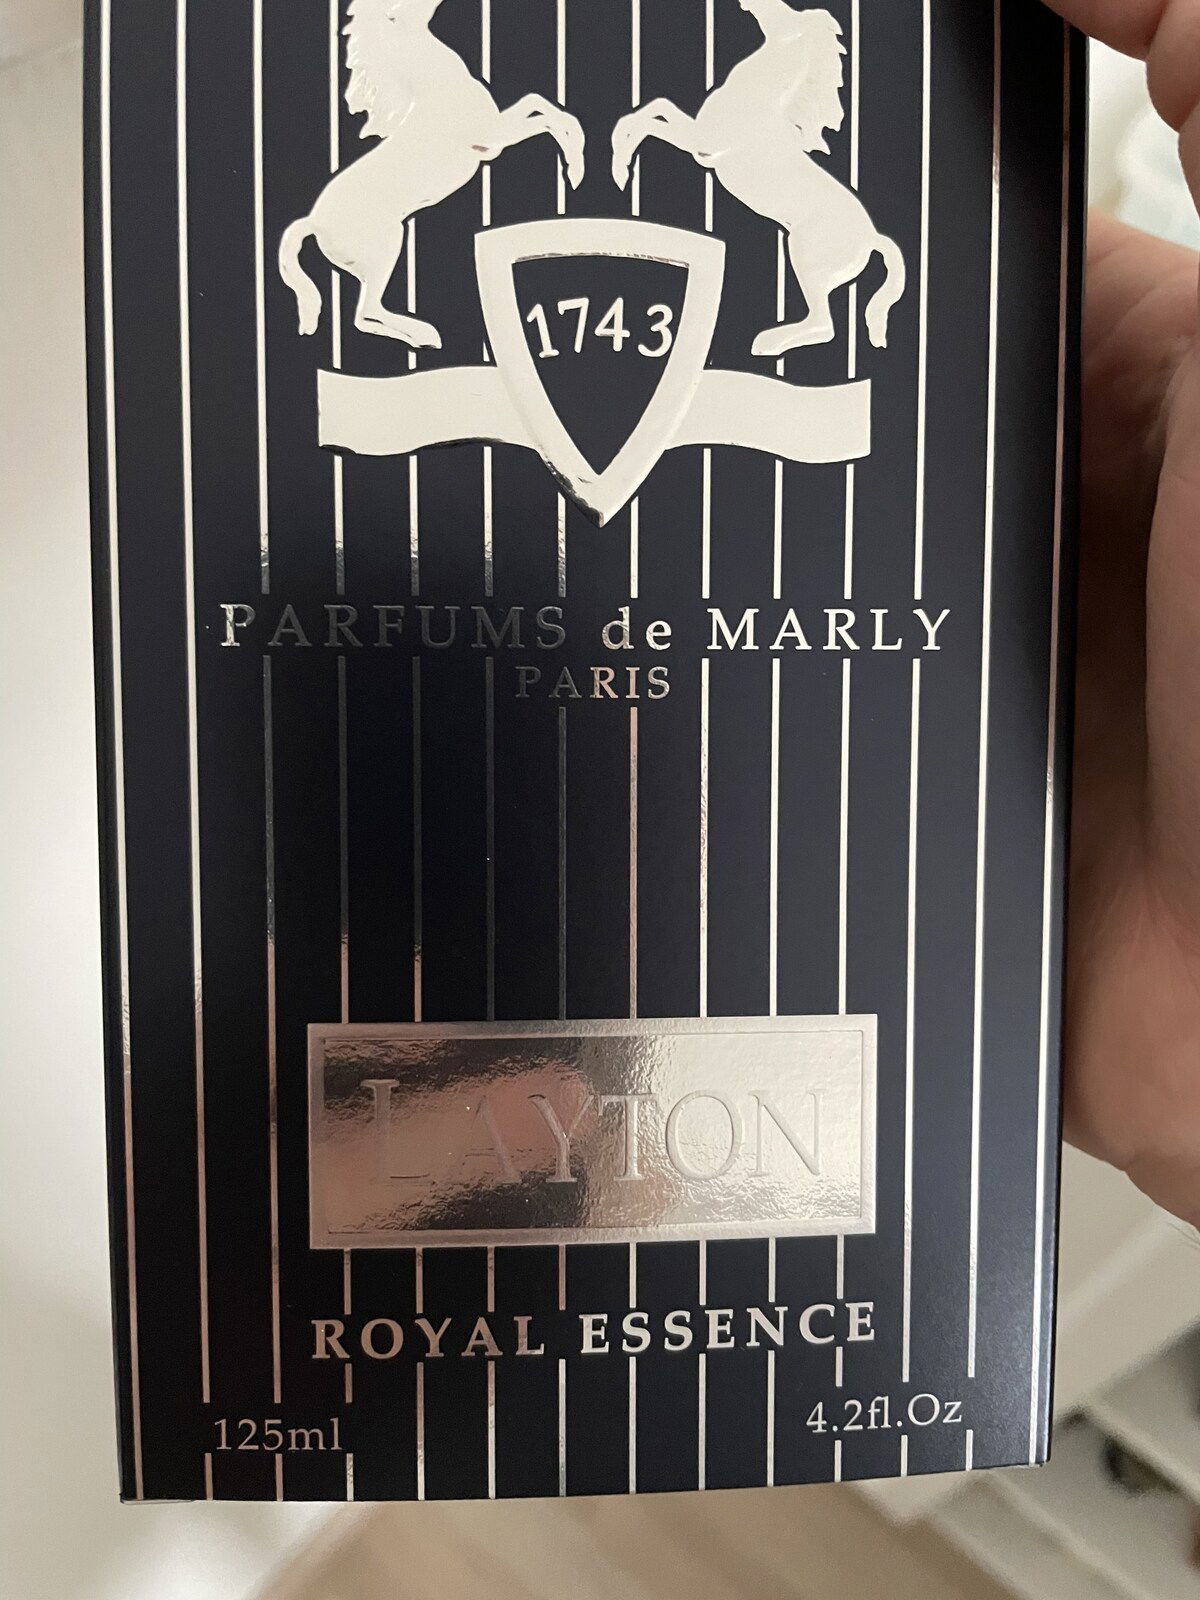 1743
PARFUMS de MARLY
PARIS
LAYTON
ROYAL ESSENCE
125ml
4.2fl.Oz